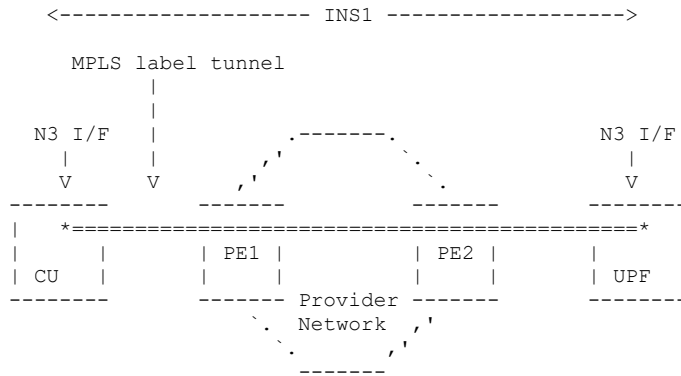 <------------------- INS1 ------------------->
MPLS label tunnel
N3 I/F N3 I/F
PE1 PE2
CU UPF
Provider
Network